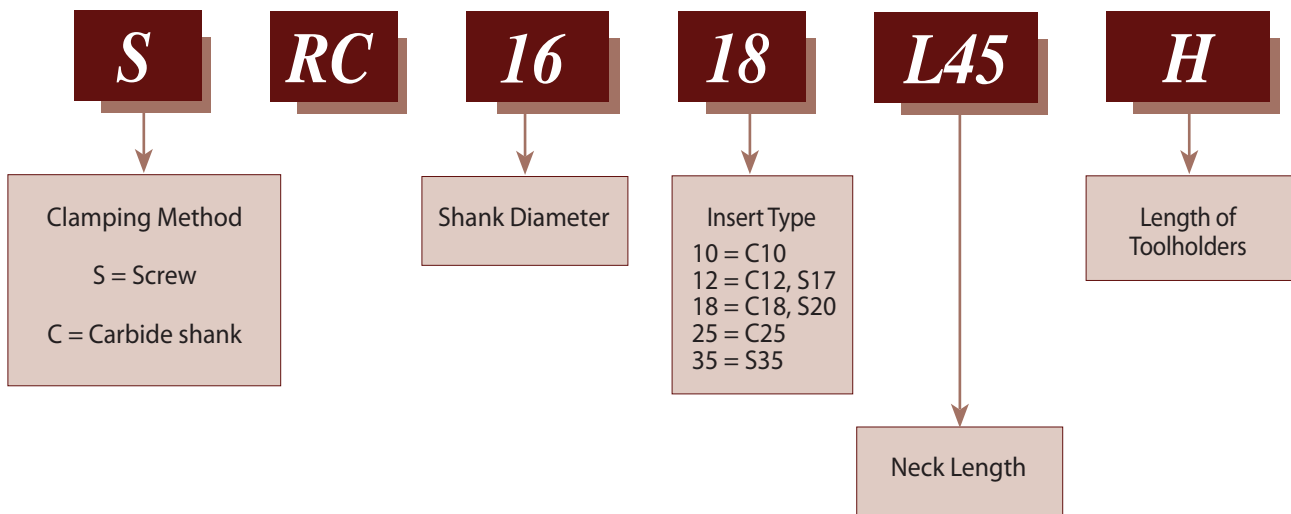 S RC 16 18 L45 H
Clamping Method
S = Screw
C = Carbide shank
Shank Diameter
Insert Type
10 = C10
12 = C12, S17
18 = C18, S20
25 = C25
35 = S35
Neck Length
Length of
Toolholders